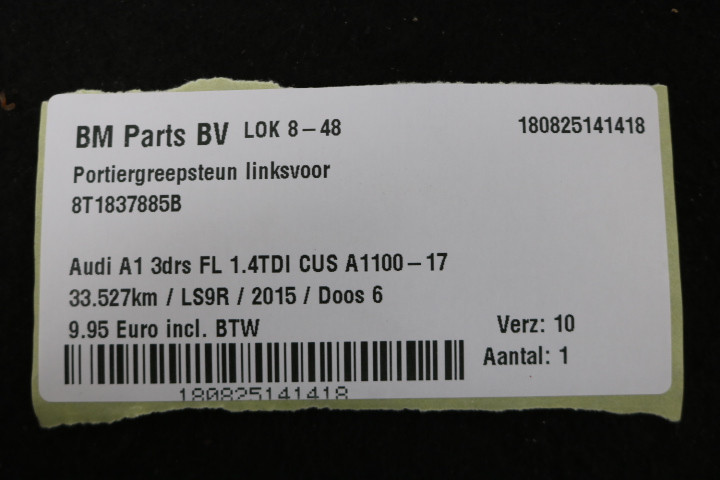 BM Parts BV LOK 8-48 180825141418
Portiergreepsteun linksvoor
8T1837885B
Audi A1 3drs FL 1.4TDI CUS A1100-17
33.527km / LS9R / 2015 / Doos 6
9.95 Euro incl. BTW Verz: 10
Aantal: 1
180825141418